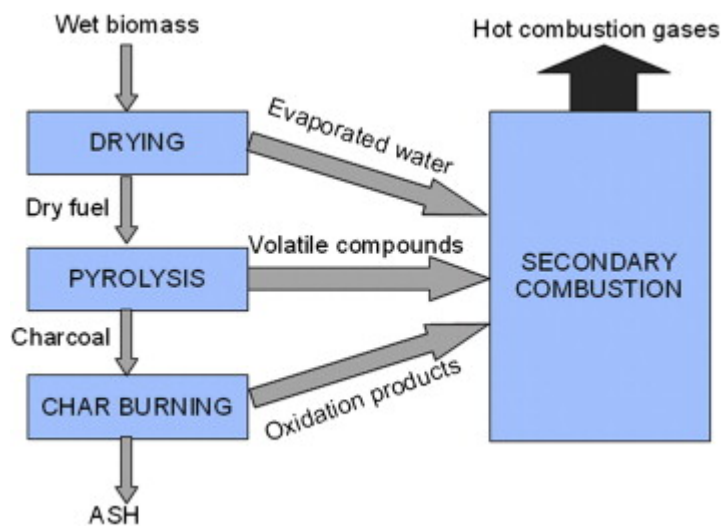 Wet biomass
Hot combustion gases
DRYING
Evaporated water
Dry fuel
Volatile compounds
PYROLYSIS
SECONDARY
COMBUSTION
Charcoal
CHAR BURNING
Oxidation products
ASH